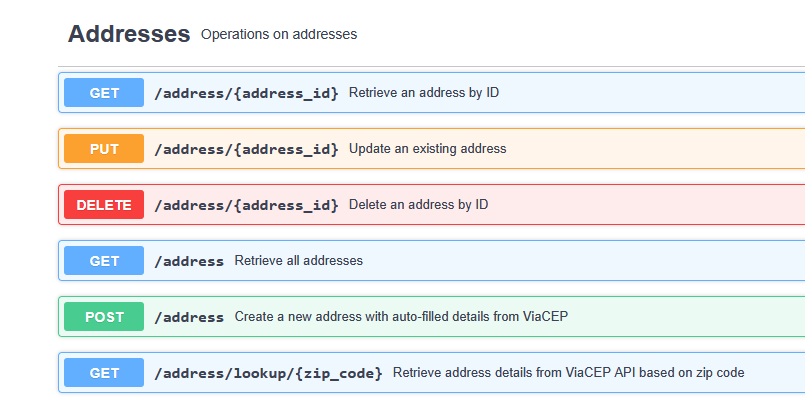 Addresses Operations on addresses
GET /address/{address_id} Retrieve an address by ID
PUT /address/{address_id} Update an existing address
DELETE /address/{address_id} Delete an address by ID
GET /address Retrieve all addresses
POST /address Create a new address with auto-filled details from ViaCEP
GET /address/lookup/{zip_code} Retrieve address details from ViaCEP API based on zip code